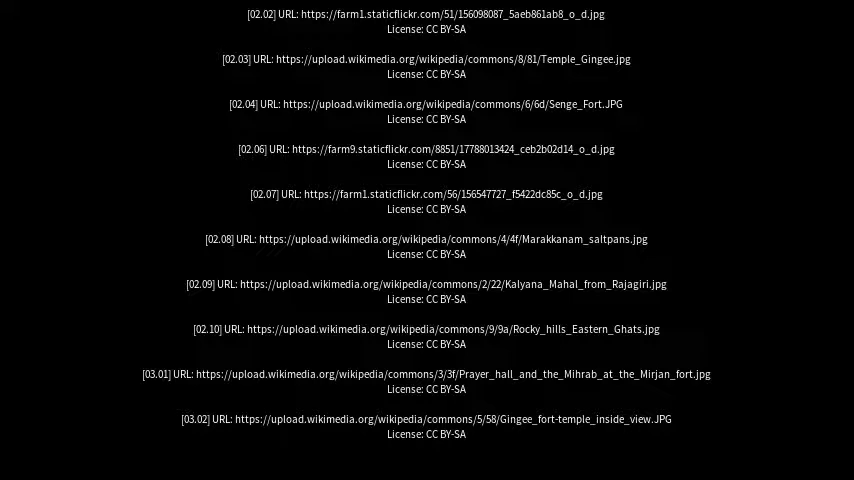 [02.02] URL: https://farm1.staticflickr.com/51/156098087_5aeb861ab8_o_d.jpg
License: CC BY-SA
[02.03] URL: https://upload.wikimedia.org/wikipedia/commons/8/81/Temple_Gingee.jpg
License: CC BY-SA
[02.04] URL: https://upload.wikimedia.org/wikipedia/commons/6/6d/Senge_Fort.JPG
License: CC BY-SA
[02.06] URL: https://farm9.staticflickr.com/8851/17788013424_ceb2b02d14_o_d.jpg
License: CC BY-SA
[02.07] URL: https://farm1.staticflickr.com/56/156547727_f5422dc85c_o_d.jpg
License: CC BY-SA
[02.08] URL: https://upload.wikimedia.org/wikipedia/commons/4/4f/Marakkanam_saltpans.jpg
License: CC BY-SA
[02.09] URL: https://upload.wikimedia.org/wikipedia/commons/2/22/Kalyana_Mahal_from_Rajagiri.jpg
License: CC BY-SA
[02.10] URL: https://upload.wikimedia.org/wikipedia/commons/9/9a/Rocky_hills_Eastern_Ghats.jpg
License: CC BY-SA
[03.01] URL: https://upload.wikimedia.org/wikipedia/commons/3/3f/Prayer_hall_and_the_Mihrab_at_the_Mirjan_fort.jpg
License: CC BY-SA
[03.02] URL: https://upload.wikimedia.org/wikipedia/commons/5/58/Gingee_fort-temple_inside_view.JPG
License: CC BY-SA